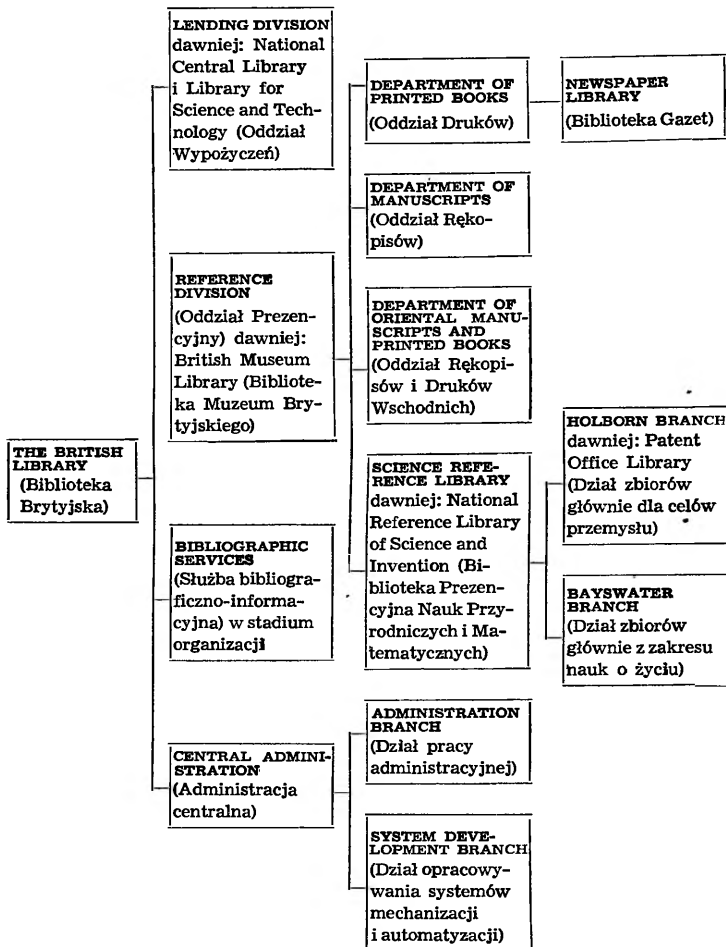 THE BRITISH
LIBRARY
(Biblioteka
Brytyjska)
LENDING DIVISION
dawniej: National
Central Library
i Library for
Science and Tech-
nology (Oddział
Wypożyczeń)
REFERENCE
DIVISION
(Oddział Prezen-
cyjny) dawniej:
British Museum
Library (Bibliote-
ka Muzeum Bry-
tyjskiego)
BIBLIOGRAPHIC
SERVICES
(Służba bibliogra-
ficzno-informa-
cyjna) w stadium
organizacji
CENTRAL ADMINI-
STRATION
(Administracja
centralna)
DEPARTMENT OF
PRINTED BOOKS
(Oddział Druków)
DEPARTMENT OF
MANUSCRIPTS
(Oddział Ręko-
pisów)
DEPARTMENT OF
ORIENTAL MANU-
SCRIPTS AND
PRINTED BOOKS
(Oddział Rękopi-
sów i Druków
Wschodnich)
SCIENCE REFE-
RENCE LIBRARY
dawniej: National
Reference Library
of Science and
Invention (Bi-
blioteka Prezen-
cyjna Nauk Przy-
rodniczych i Ma-
tematycznych)
ADMINISTRATION
BRANCH
(Dział pracy
administracyjnej)
SYSTEM DEVE-
LOPMENT BRANCH
(Dział opracowy-
wania systemów
mechanizacji
i automatyzacji)
NEWSPAPER
LIBRARY
(Biblioteka Gazet)
HOLBORN BRANCH
dawniej: Patent
Office Library
(Dział zbiorów
głównie dla celów
przemysłu)
BAYSWATER
BRANCH
(Dział zbiorów
głównie z zakresu
nauk o życiu)